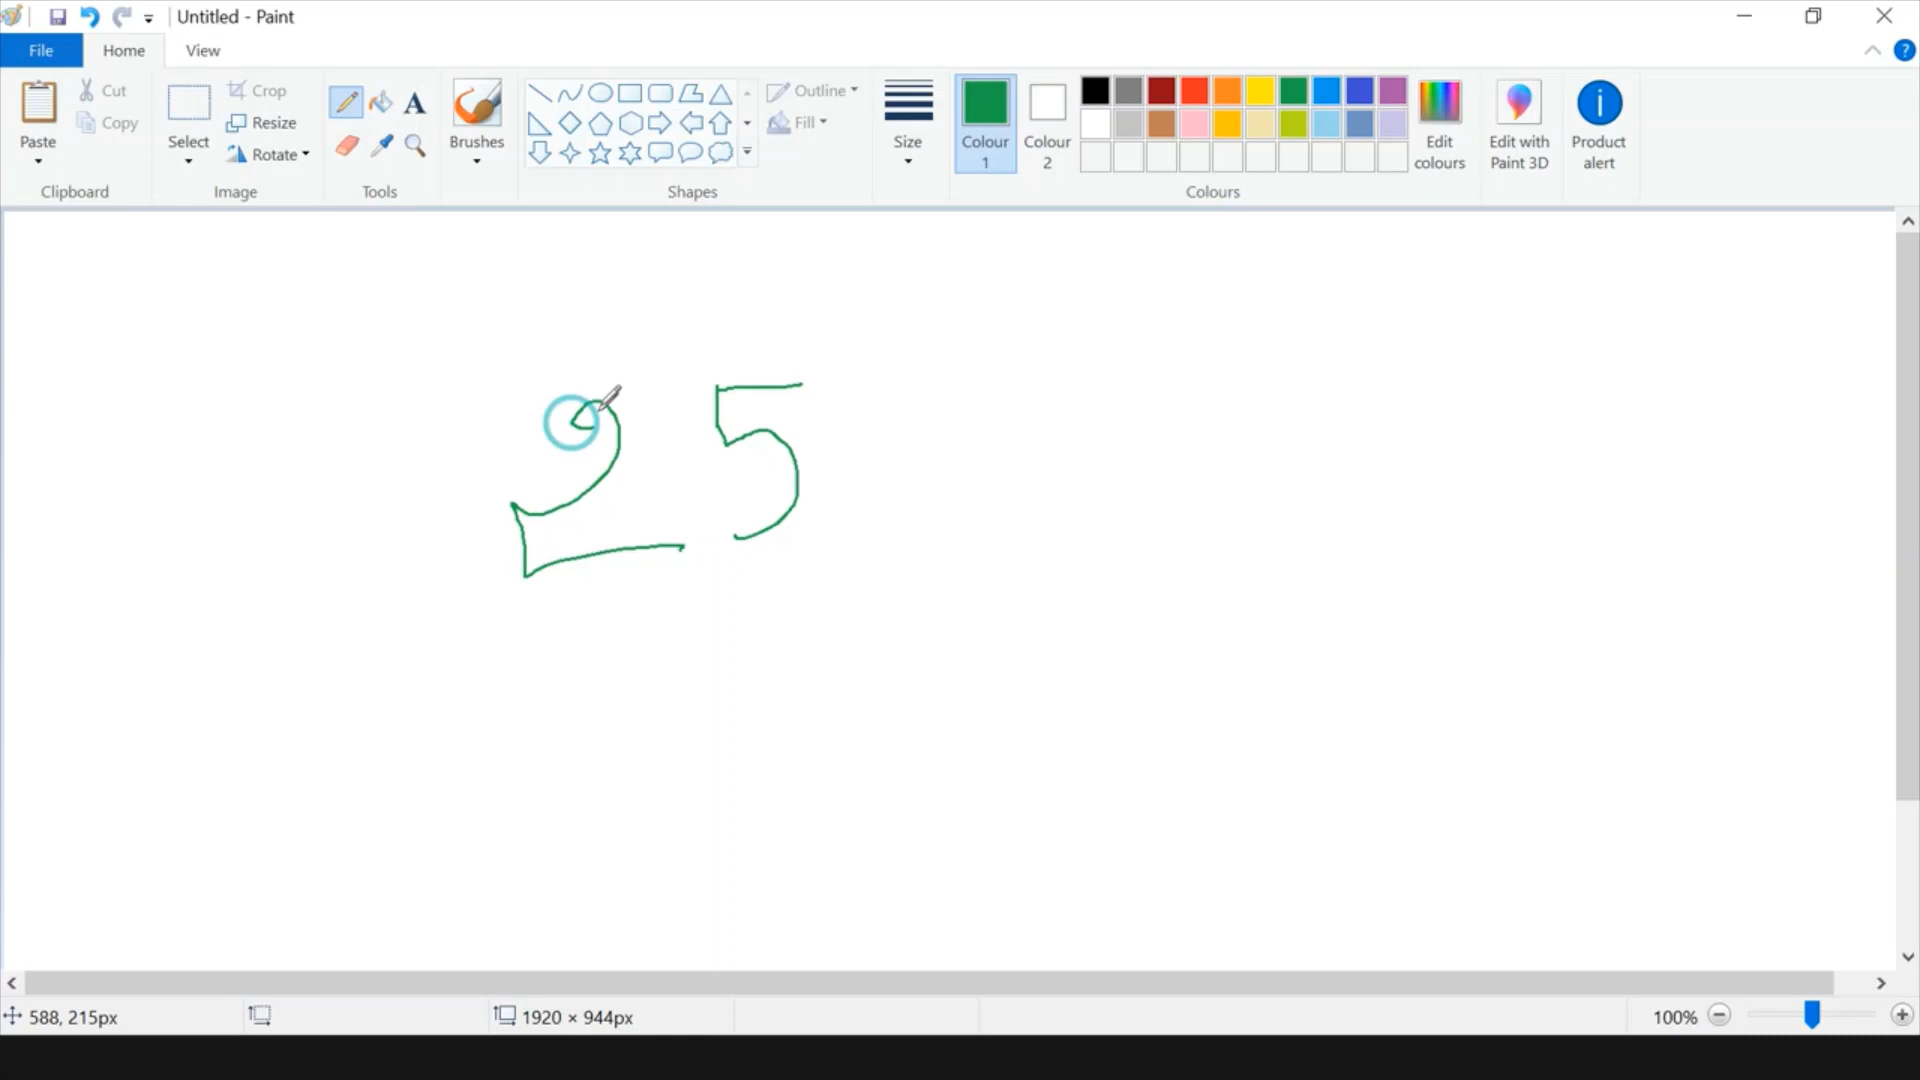 Untitled - Paint
File Home View
Paste Cut Copy Clipboard
Select Crop Resize Rotate Image
A Tools
Brushes
Outline Fill Shapes
Size
Colour 1 Colour 2 Edit colours Colours
Edit with Paint 3D
i Product alert
?
25
588, 215px 1920 × 944px 100%